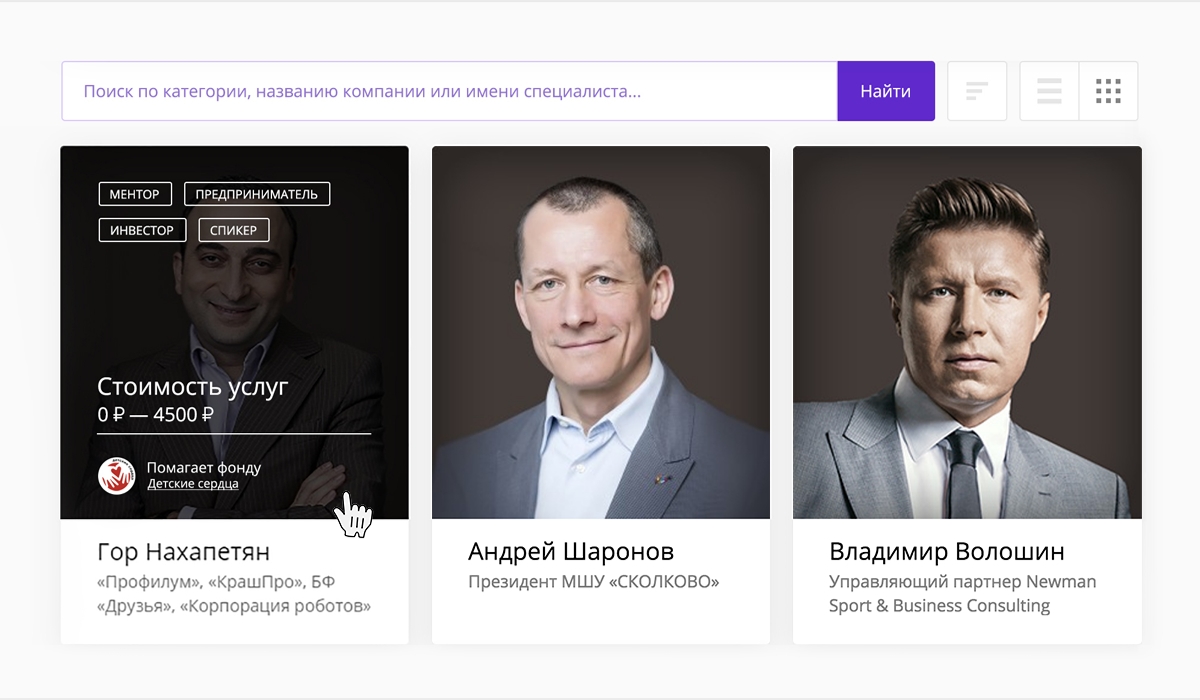 Поиск по категории, названию компании или имени специалиста...
Найти
МЕНТОР
ПРЕДПРИНИМАТЕЛЬ
ИНВЕСТОР
СПИКЕР
Стоимость услуг
0 ₽ — 4500 ₽
Помагает фонду
Детские сердца
Гор Нахапетян
«Профилум», «КрашПро», БФ
«Друзья», «Корпорация роботов»
Андрей Шаронов
Президент МШУ «СКОЛКОВО»
Владимир Волошин
Управляющий партнер Newman
Sport & Business Consulting